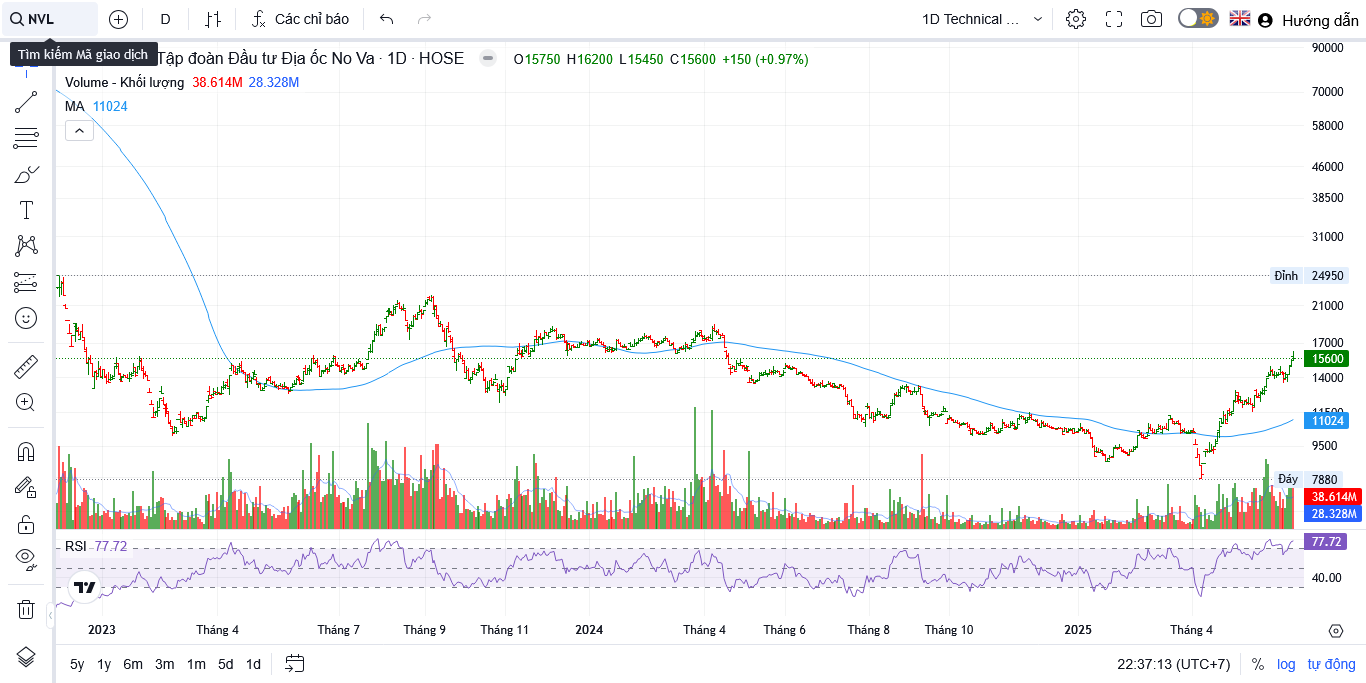 NVL
D
Các chỉ báo
1D Technical ...
Hướng dẫn
Tìm kiếm Mã giao dịch
Tập đoàn Đầu tư Địa ốc No Va · 1D · HOSE
O15750 H16200 L15450 C15600 +150 (+0.97%)
Volume - Khối lượng 38.614M 28.328M
MA 11024
90000
70000
58000
46000
38500
31000
Đỉnh 24950
21000
17000
15600
14000
11500
11024
9500
Đáy 7880
38.614M
28.328M
RSI 77.72
77.72
40.00
2023 Tháng 4 Tháng 7 Tháng 9 Tháng 11 2024 Tháng 4 Tháng 6 Tháng 8 Tháng 10 2025 Tháng 4
5y 1y 6m 3m 1m 5d 1d
22:37:13 (UTC+7) % log tự động